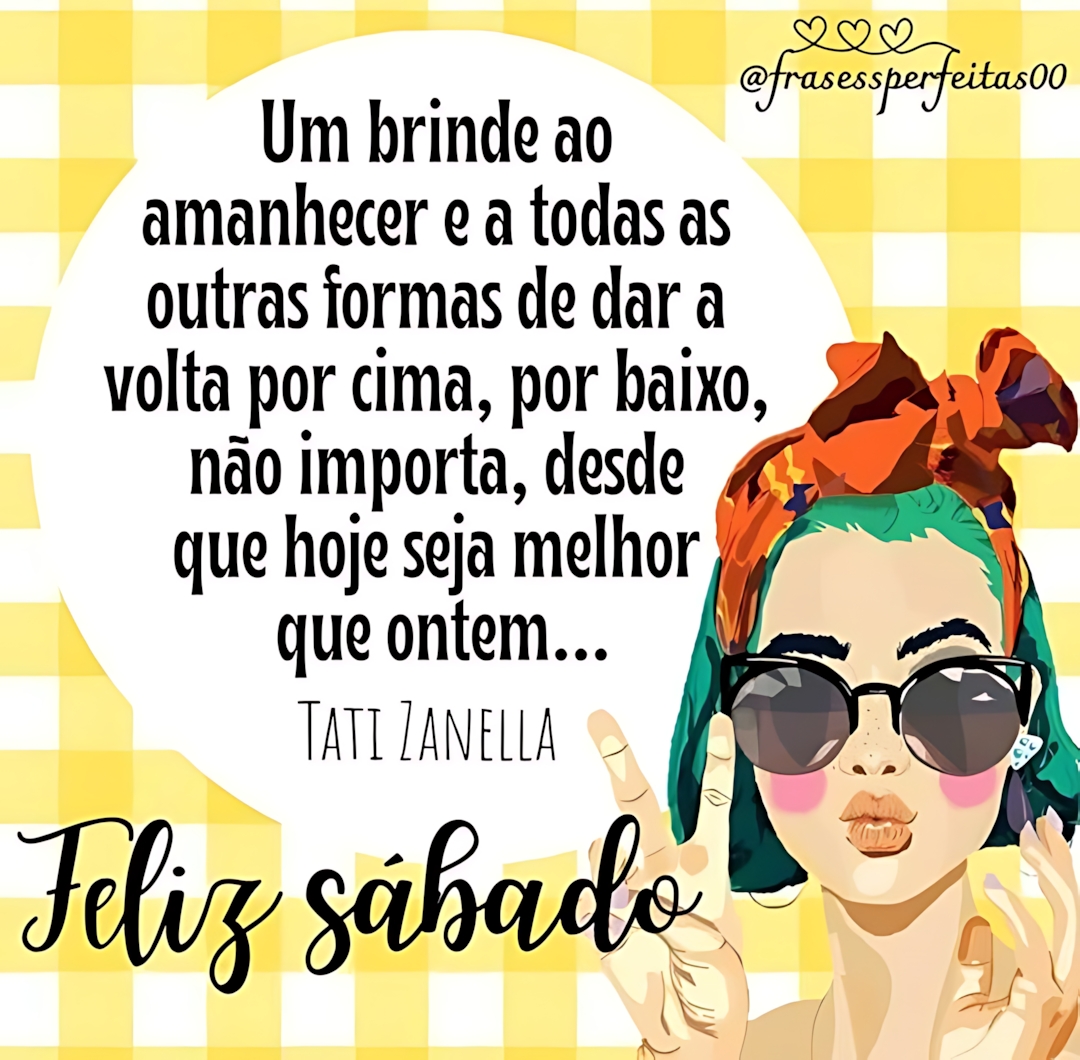 @frasessperfeitas00
Um brinde ao
amanhecer e a todas as
outras formas de dar a
volta por cima, por baixo,
não importa, desde
que hoje seja melhor
que ontem...
TATI ZANELLA
Feliz sábado